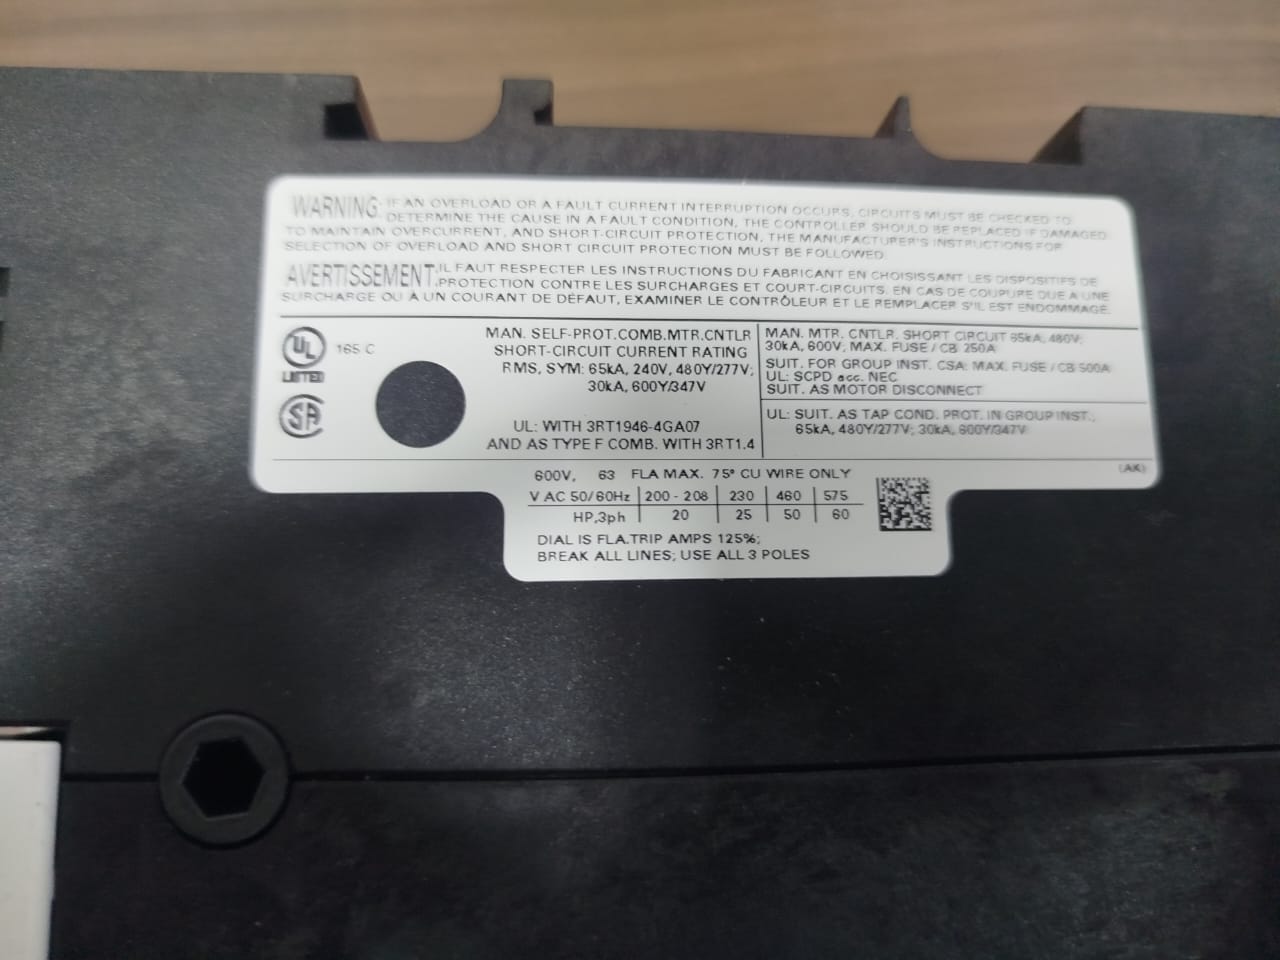 WARNING: IF AN OVERLOAD OR A FAULT CURRENT INTERRUPTION OCCURS, CIRCUITS MUST BE CHECKED TO
DETERMINE THE CAUSE IN A FAULT CONDITION, THE CONTROLLER SHOULD BE REPLACED IF DAMAGED.
TO MAINTAIN OVERCURRENT, AND SHORT-CIRCUIT PROTECTION, THE MANUFACTURER'S INSTRUCTIONS FOR
SELECTION OF OVERLOAD AND SHORT CIRCUIT PROTECTION MUST BE FOLLOWED.
AVERTISSEMENT: IL FAUT RESPECTER LES INSTRUCTIONS DU FABRICANT EN CHOISISSANT LES DISPOSITIFS DE
PROTECTION CONTRE LES SURCHARGES ET COURT-CIRCUITS. EN CAS DE COUPURE DUE A UNE
SURCHARGE OU À UN COURANT DE DÉFAUT, EXAMINER LE CONTRÔLEUR ET LE REMPLACER S'IL EST ENDOMMAGÉ.
UL
LISTED
165 C
SA
MAN. SELF-PROT.COMB.MTR.CNTLR
SHORT-CIRCUIT CURRENT RATING
RMS, SYM: 65kA, 240V, 480Y/277V;
30kA, 600Y/347V
UL: WITH 3RT1946-4GA07
AND AS TYPE F COMB. WITH 3RT1.4
MAN. MTR. CNTLR. SHORT CIRCUIT 65kA, 480V;
30kA, 600V; MAX. FUSE / CB 250A
SUIT. FOR GROUP INST. CSA: MAX. FUSE / CB 500A
UL: SCPD acc. NEC
SUIT. AS MOTOR DISCONNECT
UL: SUIT. AS TAP COND. PROT. IN GROUP INST.,
65kA, 480Y/277V; 30kA, 600Y/347V
(AK)
600V, 63 FLA MAX. 75° CU WIRE ONLY
V AC 50/60Hz 200 - 208 230 460 575
HP,3ph 20 25 50 60
DIAL IS FLA.TRIP AMPS 125%;
BREAK ALL LINES; USE ALL 3 POLES